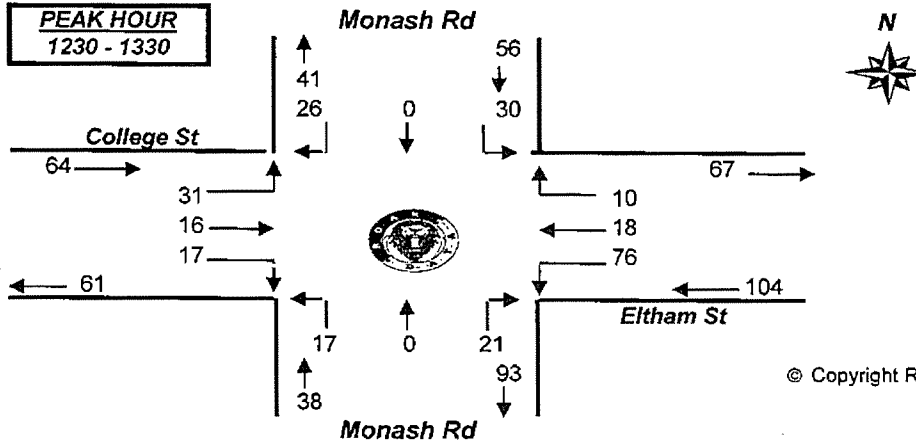 PEAK HOUR
1230 - 1330
Monash Rd
N
41
56
26
0
30
College St
64
67
31
10
16
18
17
76
61
104
Eltham St
17
0
21
38
93
© Copyright R
Monash Rd